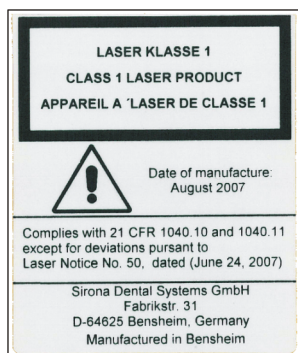 LASER KLASSE 1
CLASS 1 LASER PRODUCT
APPAREIL A ´LASER DE CLASSE 1
Date of manufacture:
August 2007
Complies with 21 CFR 1040.10 and 1040.11
except for deviations pursuant to
Laser Notice No. 50, dated (June 24, 2007)
Sirona Dental Systems GmbH
Fabrikstr. 31
D-64625 Bensheim, Germany
Manufactured in Bensheim